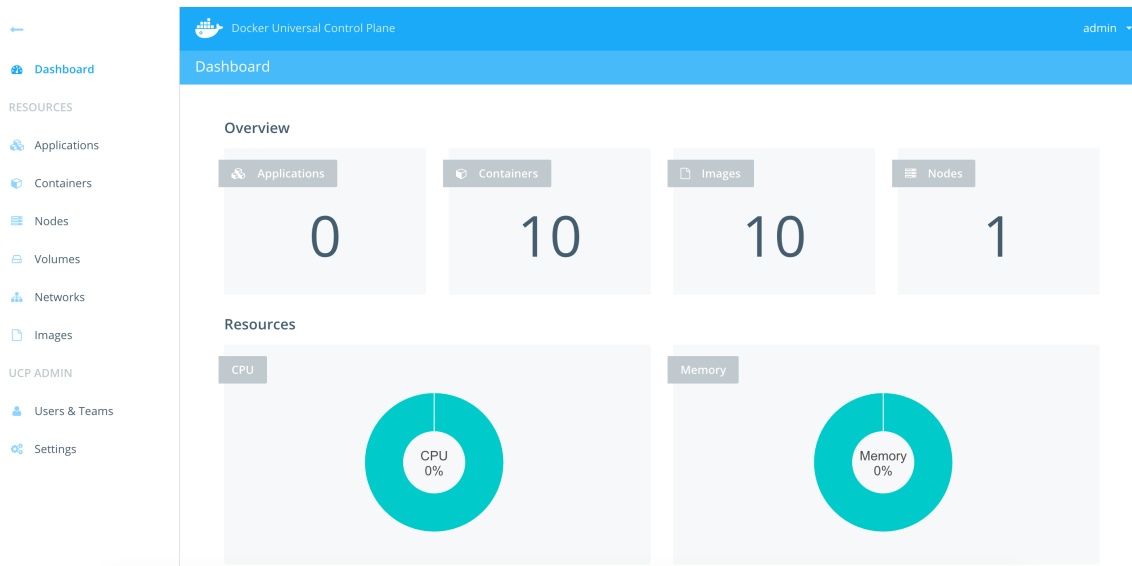 Docker Universal Control Plane
admin
Dashboard
Dashboard
RESOURCES
Applications
Containers
Nodes
Volumes
Networks
Images
UCP ADMIN
Users & Teams
Settings
Overview
Applications
0
Containers
10
Images
10
Nodes
1
Resources
CPU
CPU
0%
Memory
Memory
0%